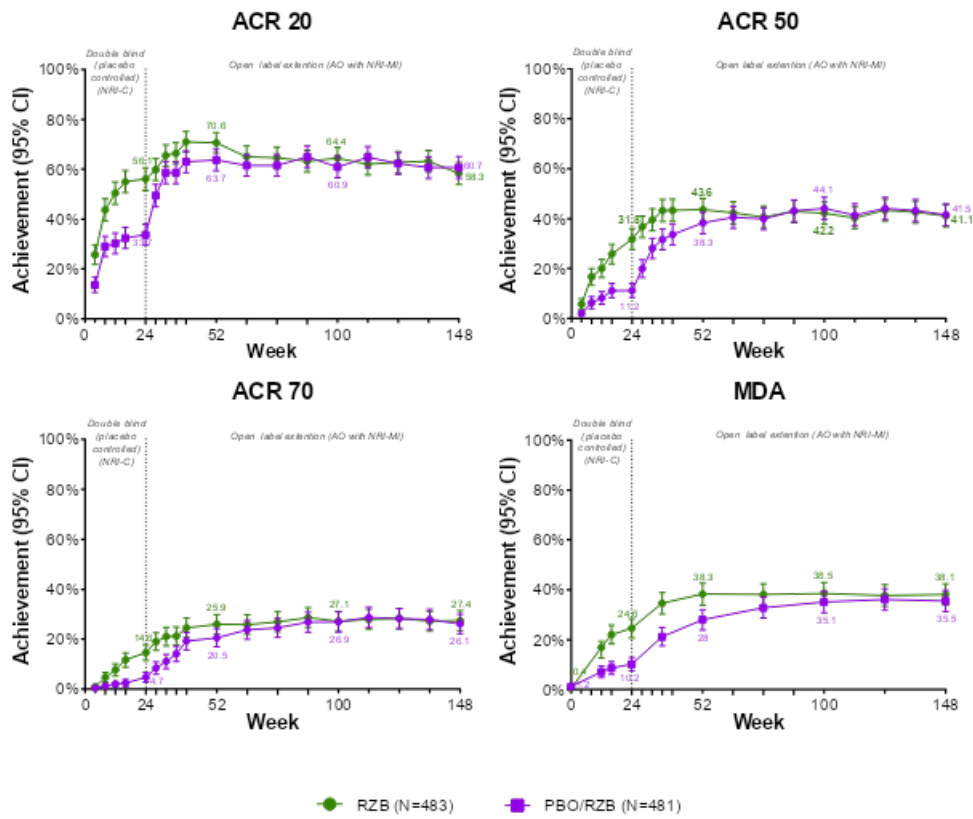 ACR 20
Double blind
(placebo
controlled)
(NRI-C)
Open label extention (AO with NRI-MI)
Achievement (95% CI)
100%
80%
60%
40%
20%
0%
56.1
70.6
64.4
58.3
63.7
60.9
60.7
0
24
52
100
148
Week
ACR 50
Double blind
(placebo
controlled)
(NRI-C)
Open label extention (AO with NRI-MI)
Achievement (95% CI)
100%
80%
60%
40%
20%
0%
31.8
43.6
42.2
41.1
11.2
38.3
44.1
41.5
0
24
52
100
148
Week
ACR 70
Double blind
(placebo
controlled)
(NRI-C)
Open label extention (AO with NRI-MI)
Achievement (95% CI)
100%
80%
60%
40%
20%
0%
25.9
27.1
27.4
4.7
20.5
26.9
26.1
0
24
52
100
148
Week
MDA
Double blind
(placebo
controlled)
(NRI-C)
Open label extention (AO with NRI-MI)
Achievement (95% CI)
100%
80%
60%
40%
20%
0%
38.3
38.5
38.1
10.2
28
35.1
35.5
0
24
52
100
148
Week
RZB (N=483)
PBO/RZB (N=481)